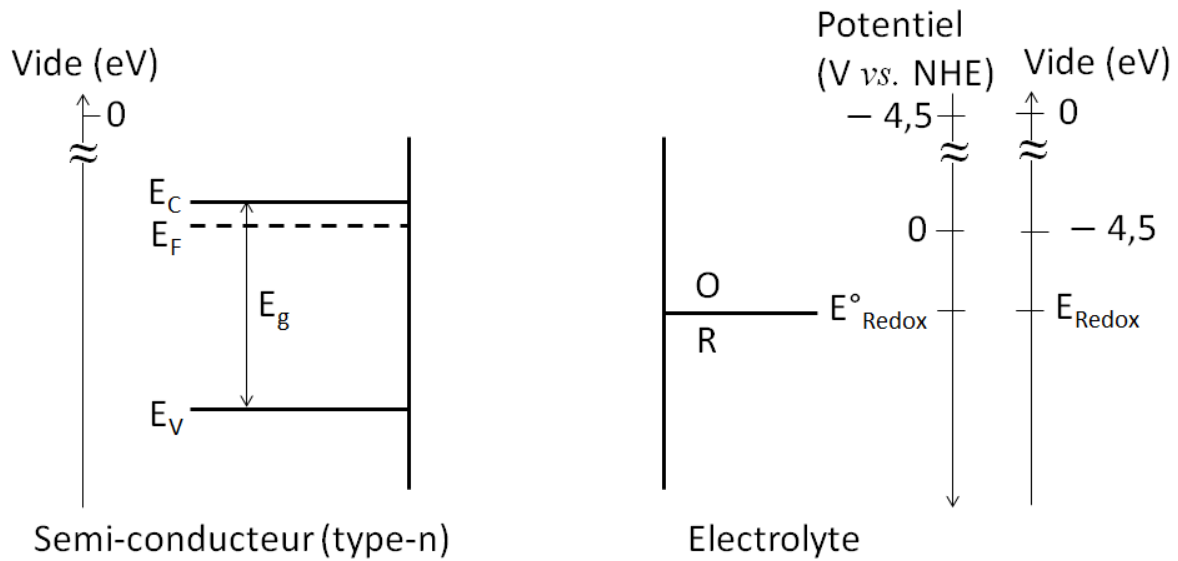 Vide (eV)
0
E_C
E_F
E_g
E_V
Semi-conducteur (type-n)
O
R
E°_Redox
Electrolyte
Potentiel
(V vs. NHE)
– 4,5
0
Vide (eV)
0
– 4,5
E_Redox